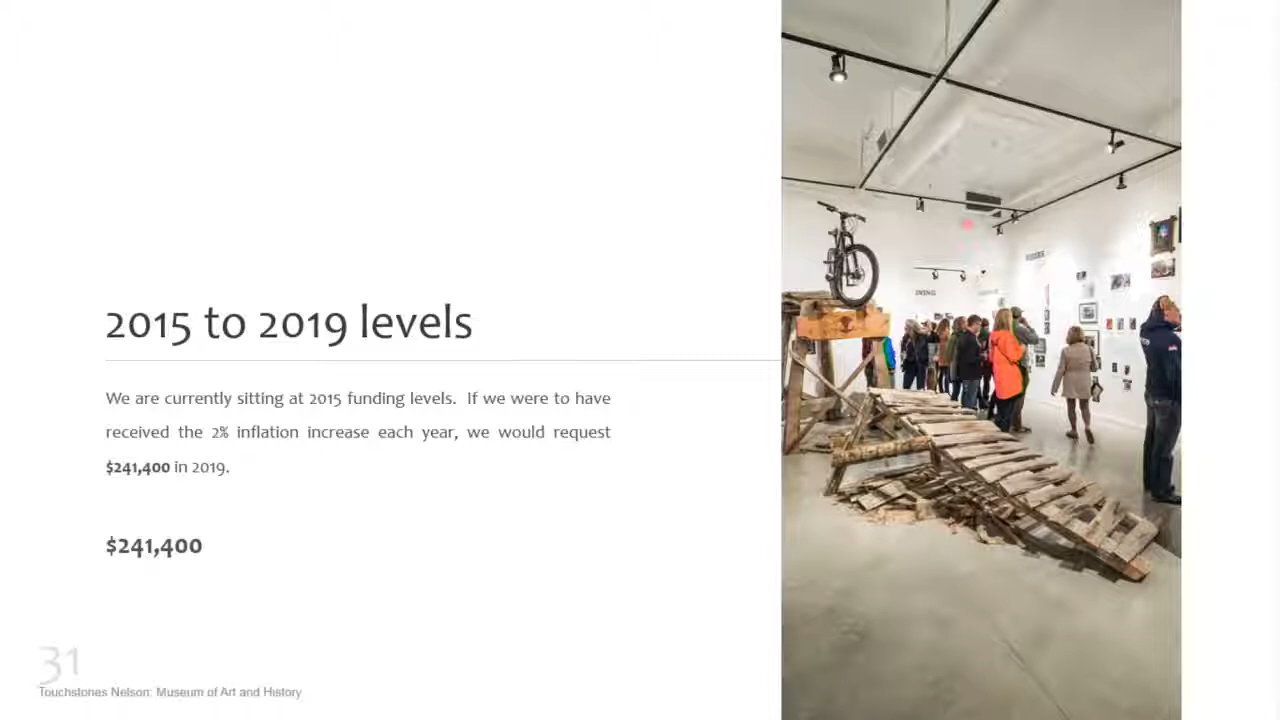 2015 to 2019 levels
We are currently sitting at 2015 funding levels.  If we were to have
received the 2% inflation increase each year, we would request
$241,400 in 2019.
$241,400
31
Touchstones Nelson: Museum of Art and History